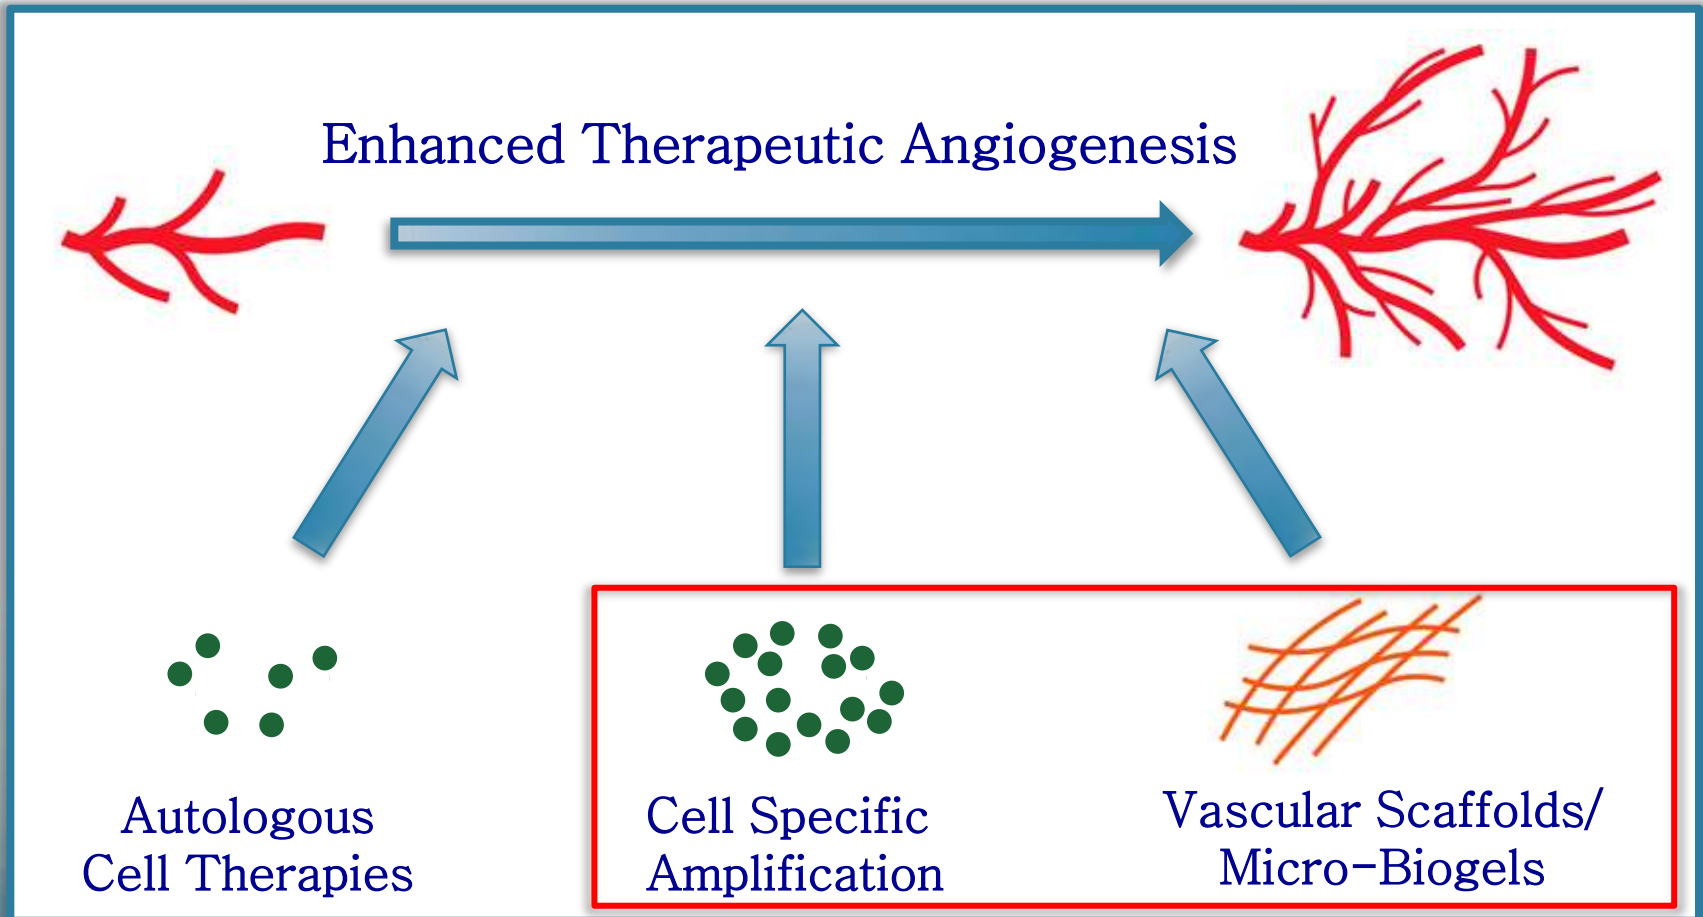 Enhanced Therapeutic Angiogenesis
Autologous
Cell Therapies
Cell Specific
Amplification
Vascular Scaffolds/
Micro-Biogels